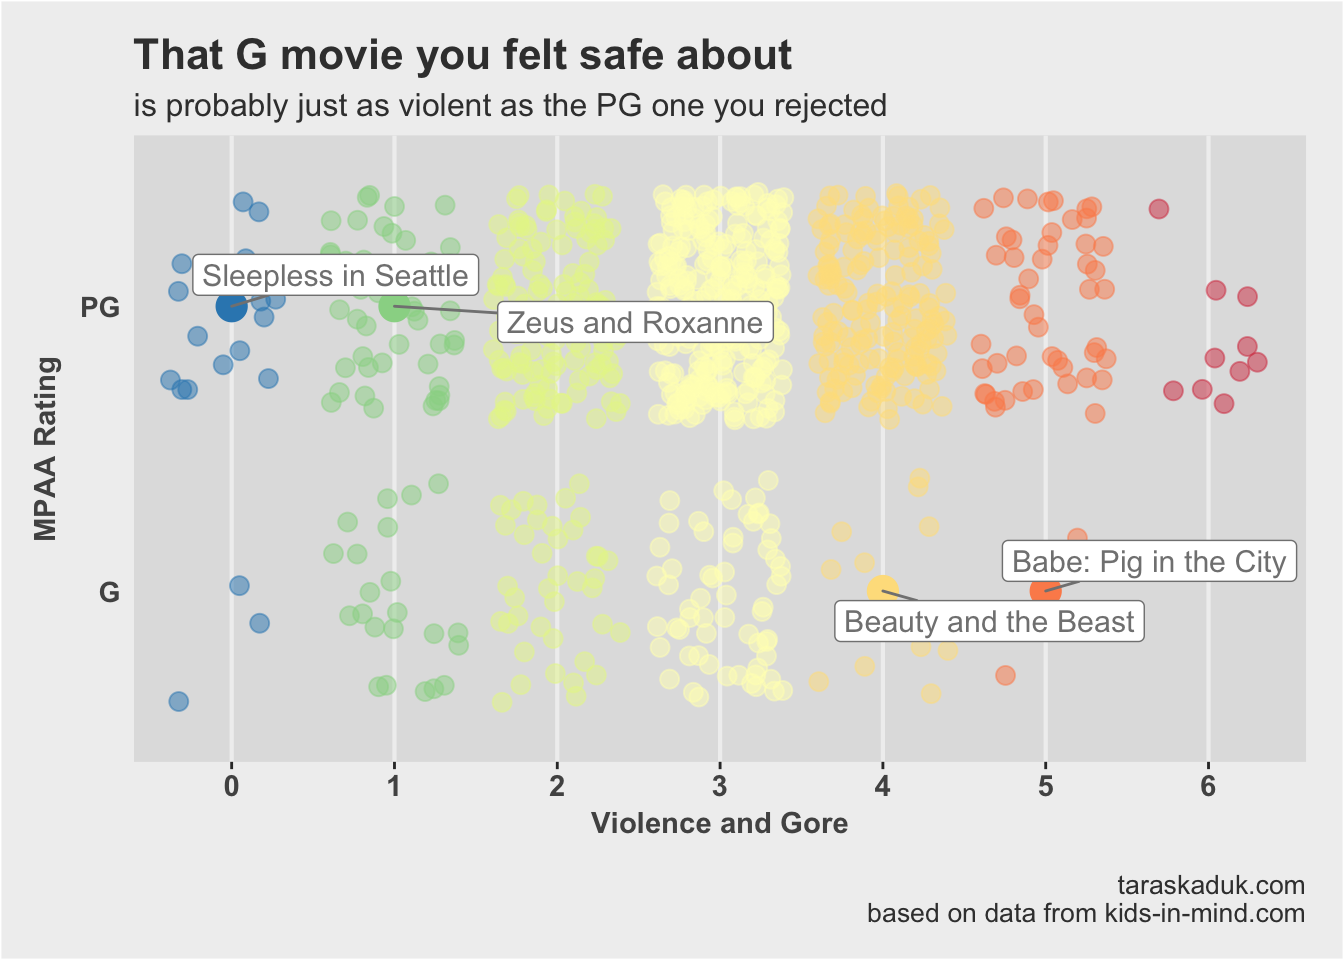 That G movie you felt safe about
is probably just as violent as the PG one you rejected
MPAA Rating
PG
Sleepless in Seattle
Zeus and Roxanne
G
Babe: Pig in the City
Beauty and the Beast
0 1 2 3 4 5 6
Violence and Gore
taraskaduk.com
based on data from kids-in-mind.com